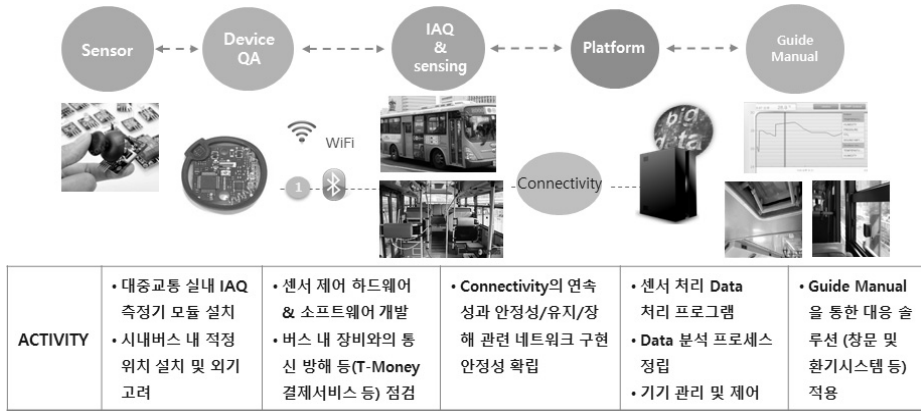 Sensor
Device
QA
IAQ
&
sensing
Platform
Guide
Manual
WiFi
1
Connectivity
big
data
ACTIVITY
• 대중교통 실내 IAQ
측정기 모듈 설치
• 시내버스 내 적정
위치 설치 및 외기
고려
• 센서 제어 하드웨어
& 소프트웨어 개발
• 버스 내 장비와의 통
신 방해 등(T-Money
결제서비스 등) 점검
• Connectivity의 연속
성과 안정성/유지/장
해 관련 네트워크 구현
안정성 확립
• 센서 처리 Data
처리 프로그램
• Data 분석 프로세스
정립
• 기기 관리 및 제어
• Guide Manual
을 통한 대응 솔
루션 (창문 및
환기시스템 등)
적용